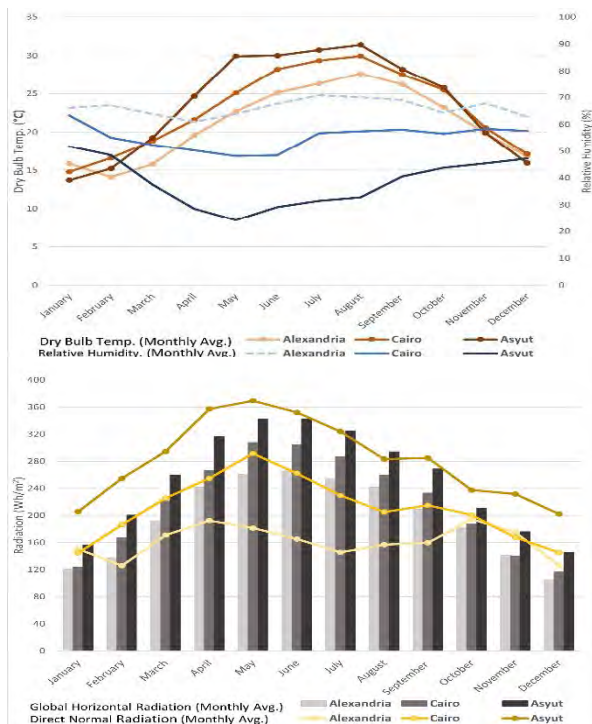 35
30
25
20
15
10
5
0
Dry Bulb Temp. (°C)
100
90
80
70
60
50
40
30
20
10
0
Relative Humidity (%)
January
February
March
April
May
June
July
August
September
October
November
December
Dry Bulb Temp. (Monthly Avg.) Alexandria Cairo Asyut
Relative Humidity. (Monthly Avg.) Alexandria Cairo Asyut
400
360
320
280
240
200
160
120
80
40
0
Radiation (Wh/m²)
January
February
March
April
May
June
July
August
September
October
November
December
Global Horizontal Radiation (Monthly Avg.) Alexandria Cairo Asyut
Direct Normal Radiation (Monthly Avg.) Alexandria Cairo Asyut